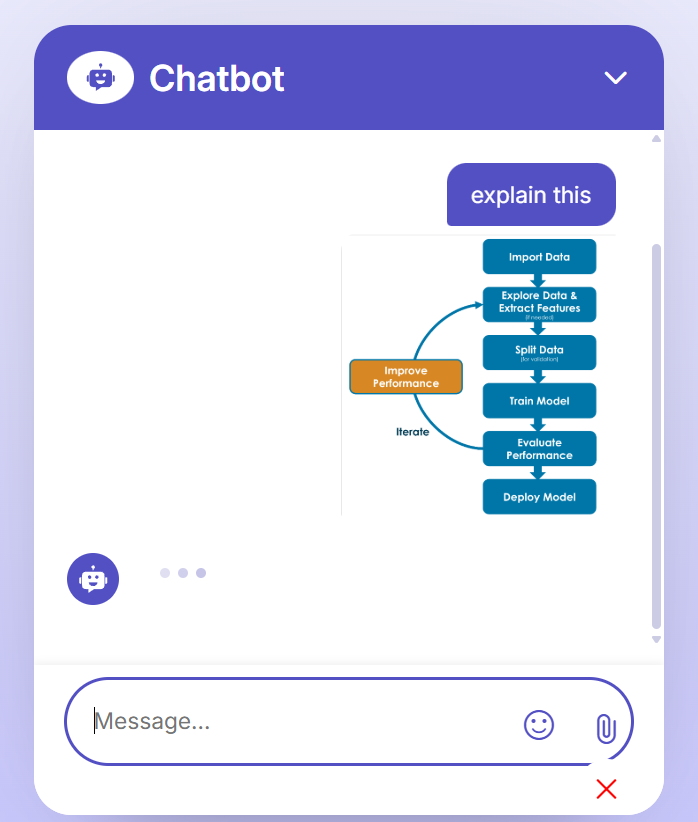 Chatbot
explain this
Import Data
Explore Data &
Extract Features
(if needed)
Split Data
(for validation)
Train Model
Improve
Performance
Iterate
Evaluate
Performance
Deploy Model
Message...